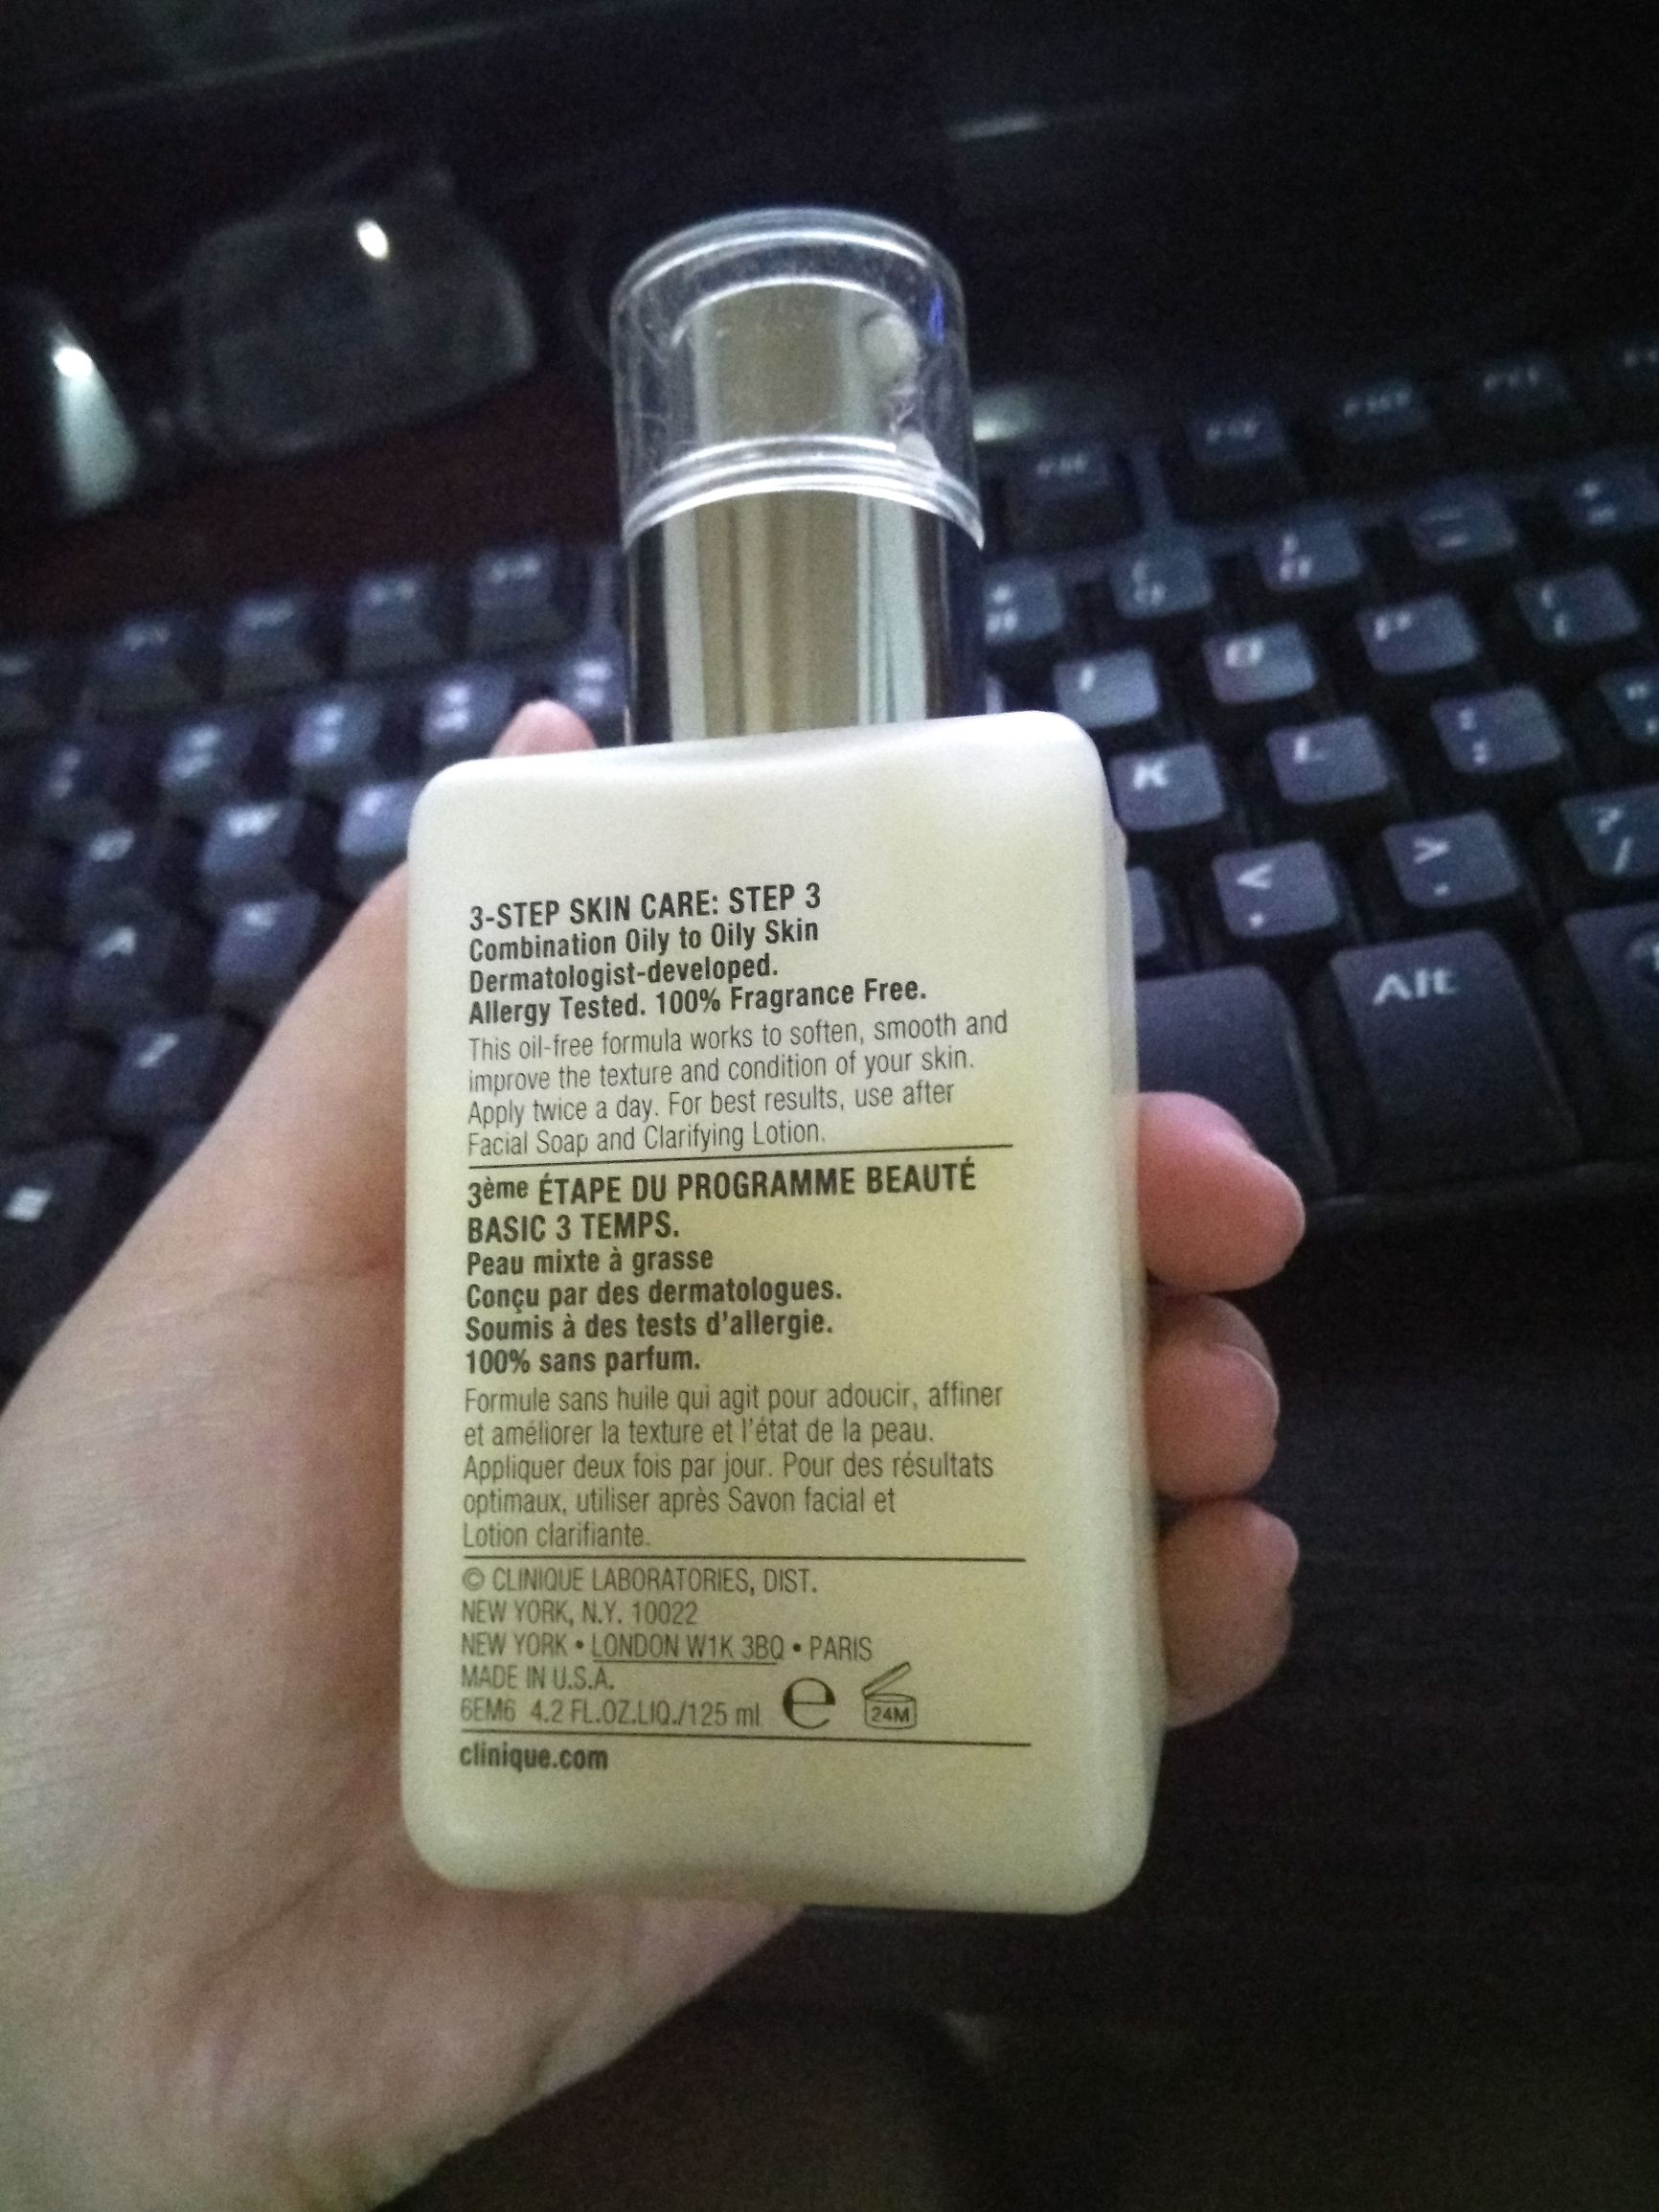 3-STEP SKIN CARE: STEP 3
Combination Oily to Oily Skin
Dermatologist-developed.
Allergy Tested. 100% Fragrance Free.
This oil-free formula works to soften, smooth and
improve the texture and condition of your skin.
Apply twice a day. For best results, use after
Facial Soap and Clarifying Lotion.
3ème ÉTAPE DU PROGRAMME BEAUTÉ
BASIC 3 TEMPS.
Peau mixte à grasse
Conçu par des dermatologues.
Soumis à des tests d'allergie.
100% sans parfum.
Formule sans huile qui agit pour adoucir, affiner
et améliorer la texture et l'état de la peau.
Appliquer deux fois par jour. Pour des résultats
optimaux, utiliser après Savon facial et
Lotion clarifiante.
© CLINIQUE LABORATORIES, DIST.
NEW YORK, N.Y. 10022
NEW YORK • LONDON W1K 3BQ • PARIS
MADE IN U.S.A.
6EM6 4.2 FL.OZ.LIQ./125 ml e 24M
clinique.com
P
L
K
< ,
> .
? /
Alt